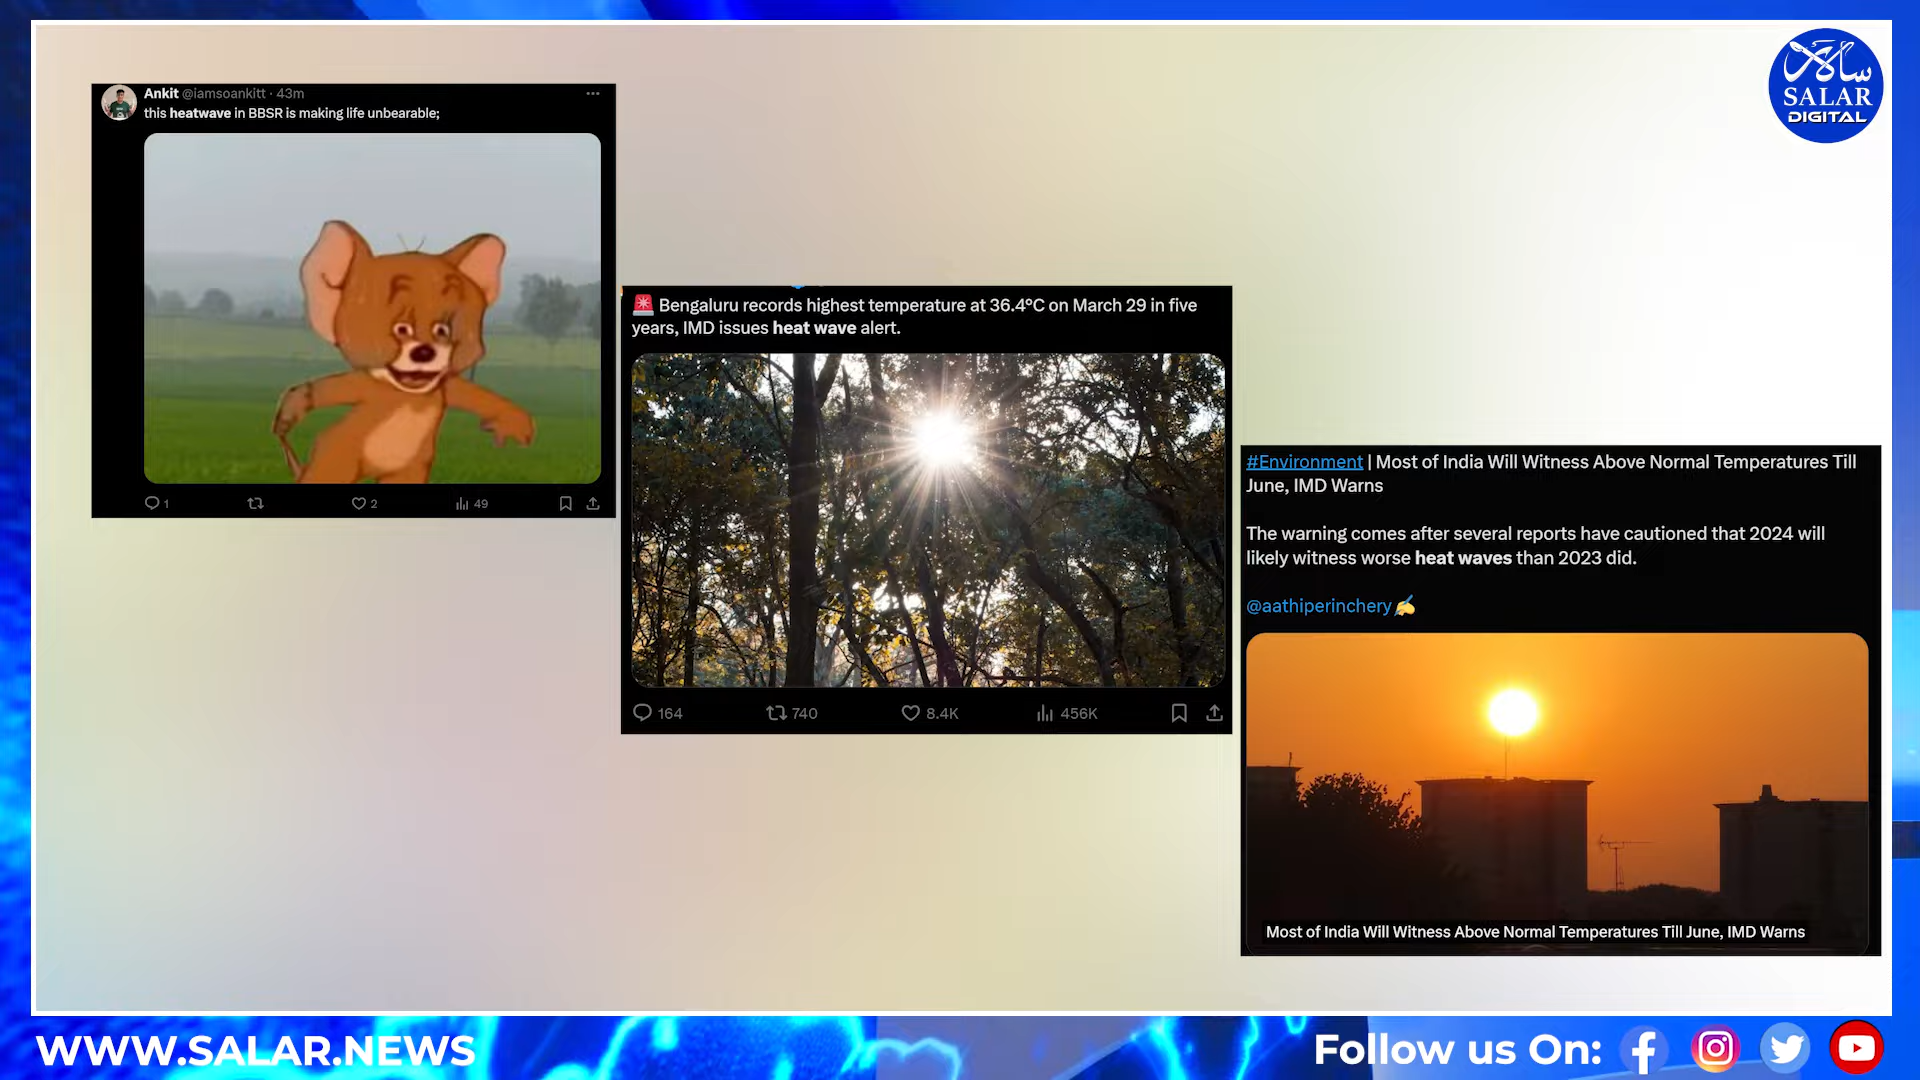 سالار
SALAR
DIGITAL
Ankit @iamsoankitt · 43m
this heatwave in BBSR is making life unbearable;
1 2 49
Bengaluru records highest temperature at 36.4°C on March 29 in five
years, IMD issues heat wave alert.
164 740 8.4K 456K
#Environment | Most of India Will Witness Above Normal Temperatures Till
June, IMD Warns
The warning comes after several reports have cautioned that 2024 will
likely witness worse heat waves than 2023 did.
@aathiperinchery✍
Most of India Will Witness Above Normal Temperatures Till June, IMD Warns
WWW.SALAR.NEWS
Follow us On: